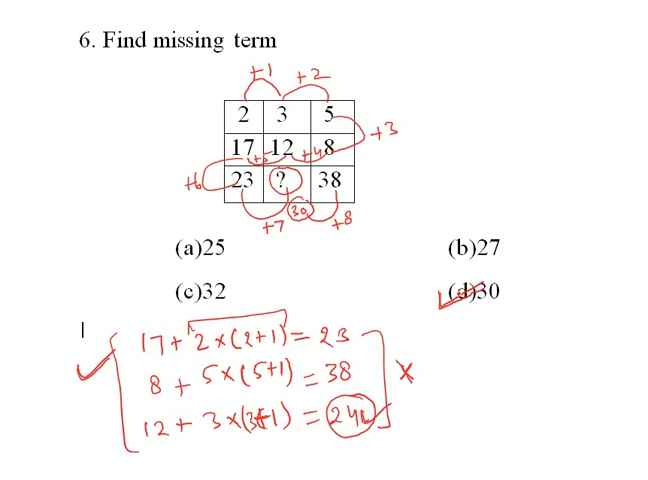 6. Find missing term
+1 +2
2 3 5
+3
17 12 8
+5 +4
+6
23 ? 38
+7 30 +8
(a)25 (b)27
(c)32 (d)30
17+2×(2+1)=23
8+5×(5+1)=38
12+3×(3+1)=24